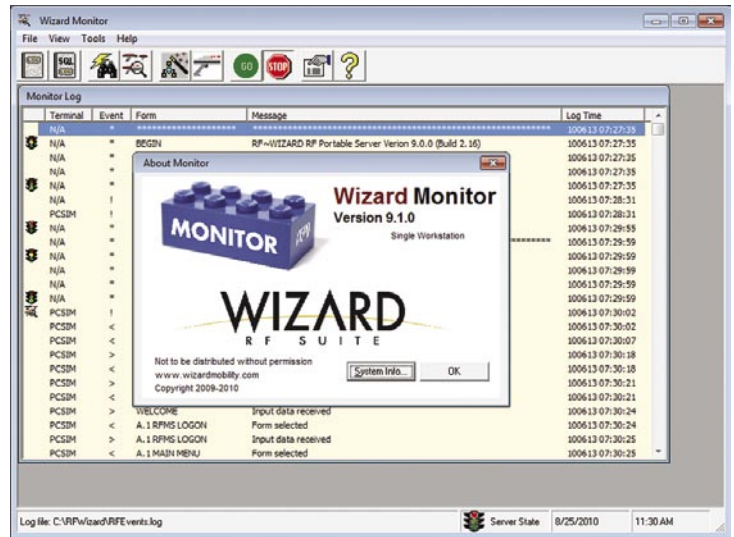 Wizard Monitor
File View Tools Help
SQL
GO
STOP
Monitor Log
Terminal Event Form Message Log Time
N/A * ******************** ************************************************************ 100613 07:27:35
N/A * BEGIN RF~WIZARD RF Portable Server Verion 9.0.0 (Build 2.16) 100613 07:27:35
N/A * 100613 07:27:35
N/A * 100613 07:27:35
N/A * 100613 07:27:35
N/A ! 100613 07:28:31
PCSIM ! 100613 07:28:31
N/A * 100613 07:29:55
N/A * 100613 07:29:59
N/A * 100613 07:29:59
N/A * 100613 07:29:59
N/A * 100613 07:29:59
N/A * 100613 07:29:59
PCSIM ! 100613 07:30:02
PCSIM < 100613 07:30:02
PCSIM < 100613 07:30:07
PCSIM > 100613 07:30:18
PCSIM < 100613 07:30:18
PCSIM > 100613 07:30:21
PCSIM < 100613 07:30:21
PCSIM > WELCOME Input data received 100613 07:30:24
PCSIM < A.1 RFMS LOGON Form selected 100613 07:30:24
PCSIM > A.1 RFMS LOGON Input data received 100613 07:30:25
PCSIM < A.1 MAIN MENU Form selected 100613 07:30:25
About Monitor
MONITOR
Wizard Monitor
Version 9.1.0
Single Workstation
WIZARD
RF SUITE
Not to be distributed without permission
www.wizardmobility.com
Copyright 2009-2010
System Info...
OK
Log file: C:\RFWizard\RFEvents.log Server State 8/25/2010 11:30 AM